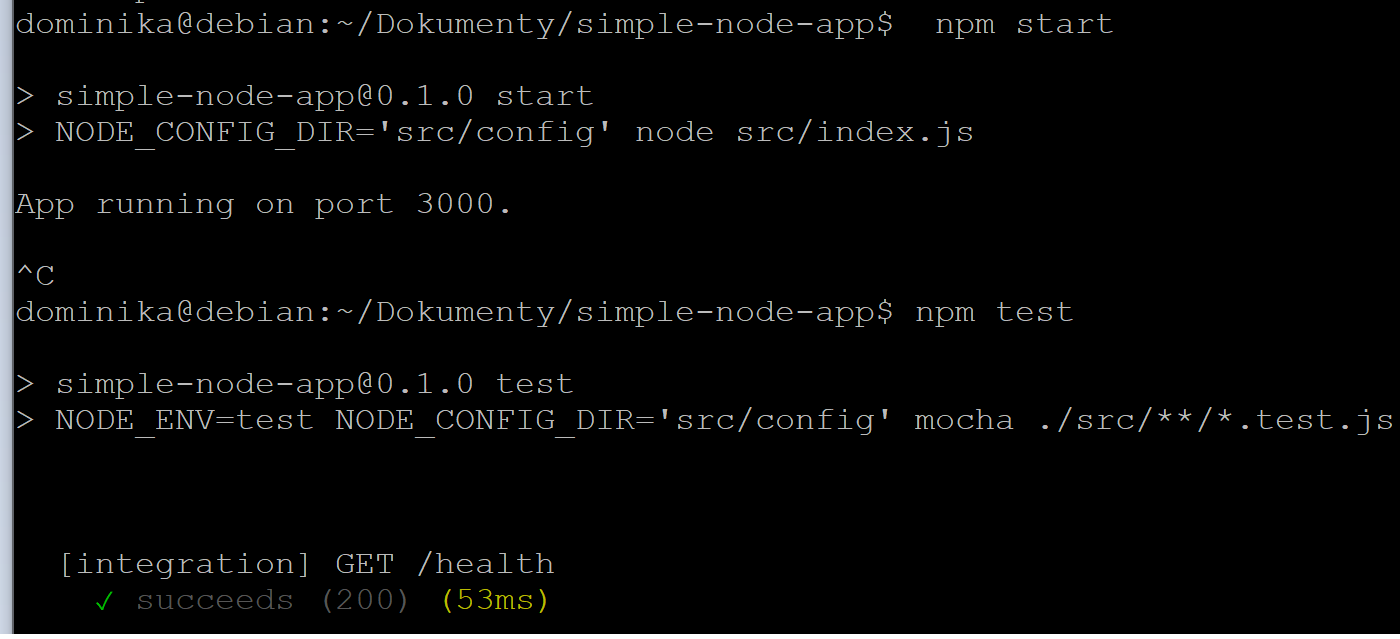 dominika@debian:~/Dokumenty/simple-node-app$  npm start
> simple-node-app@0.1.0 start
> NODE_CONFIG_DIR='src/config' node src/index.js
App running on port 3000.
^C
dominika@debian:~/Dokumenty/simple-node-app$ npm test
> simple-node-app@0.1.0 test
> NODE_ENV=test NODE_CONFIG_DIR='src/config' mocha ./src/**/*.test.js
[integration] GET /health
✓ succeeds (200) (53ms)